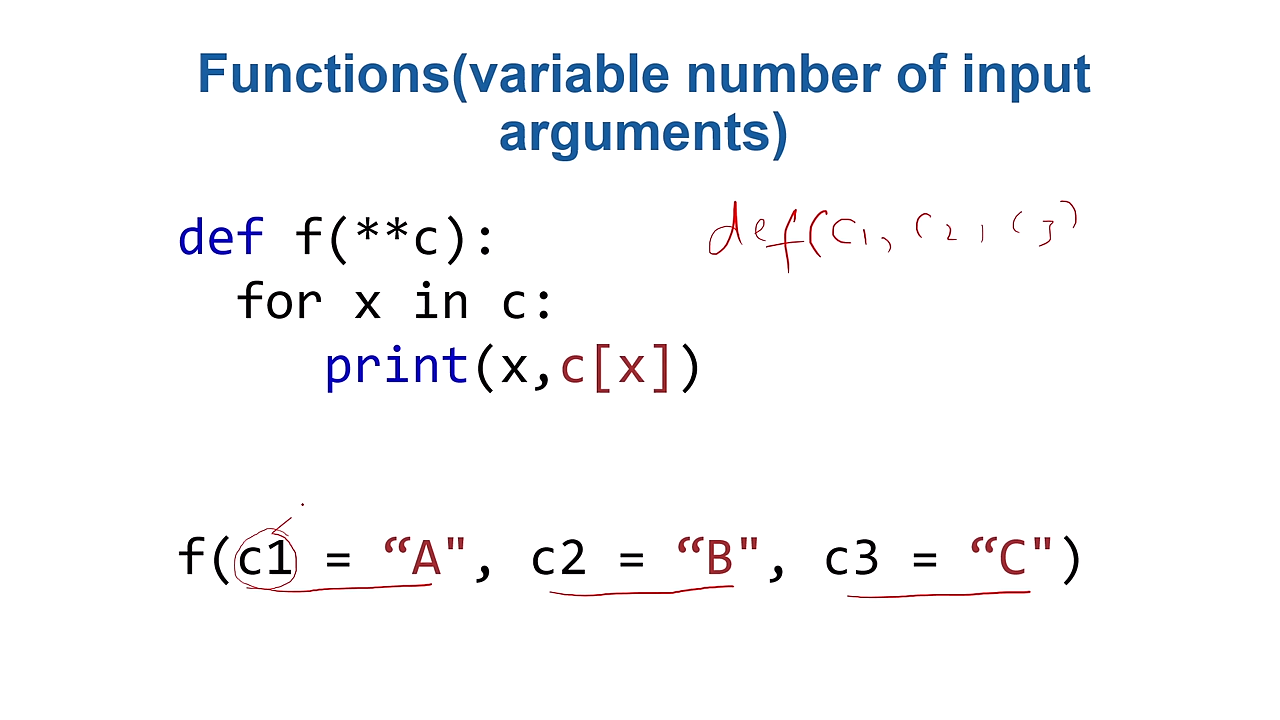 Functions(variable number of input
arguments)
def f(**c):
def(c1, c2, c3)
for x in c:
print(x,c[x])
f(c1 = “A", c2 = “B", c3 = “C")